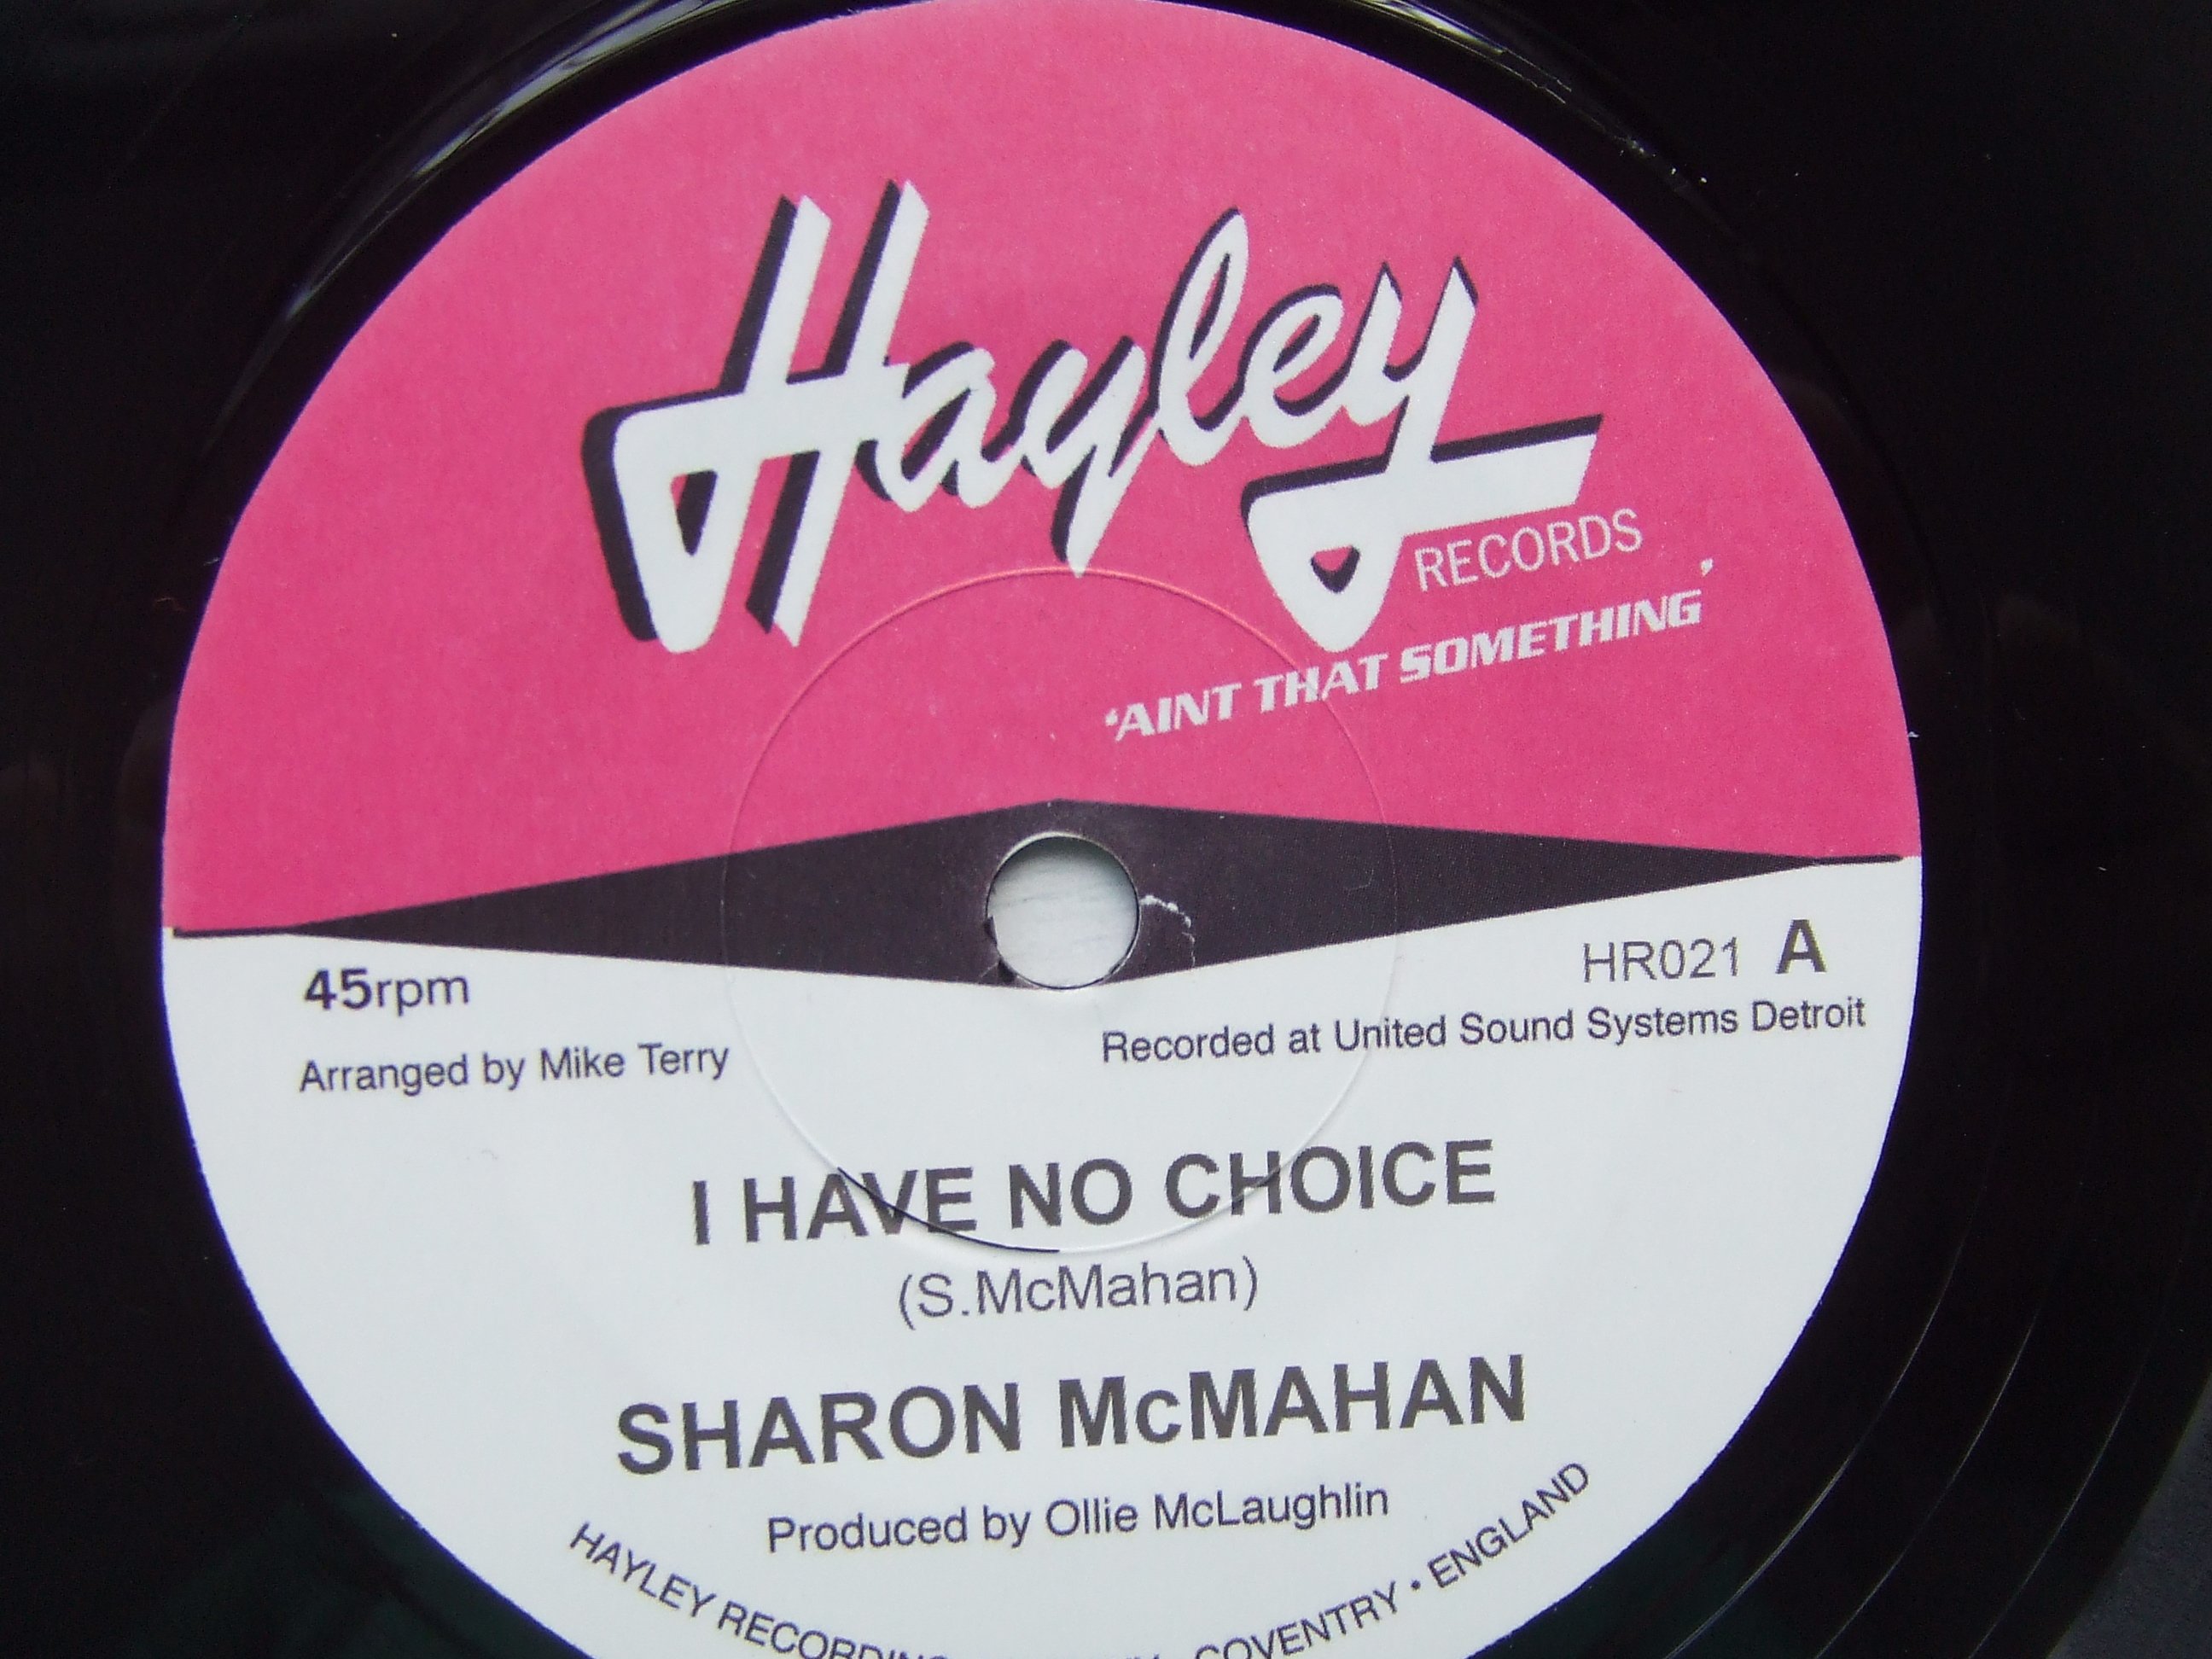 Hayley
RECORDS
'AINT THAT SOMETHING'
45rpm
HR021 A
Arranged by Mike Terry
Recorded at United Sound Systems Detroit
I HAVE NO CHOICE
(S.McMahan)
SHARON McMAHAN
Produced by Ollie McLaughlin
HAYLEY COVENTRY • ENGLAND